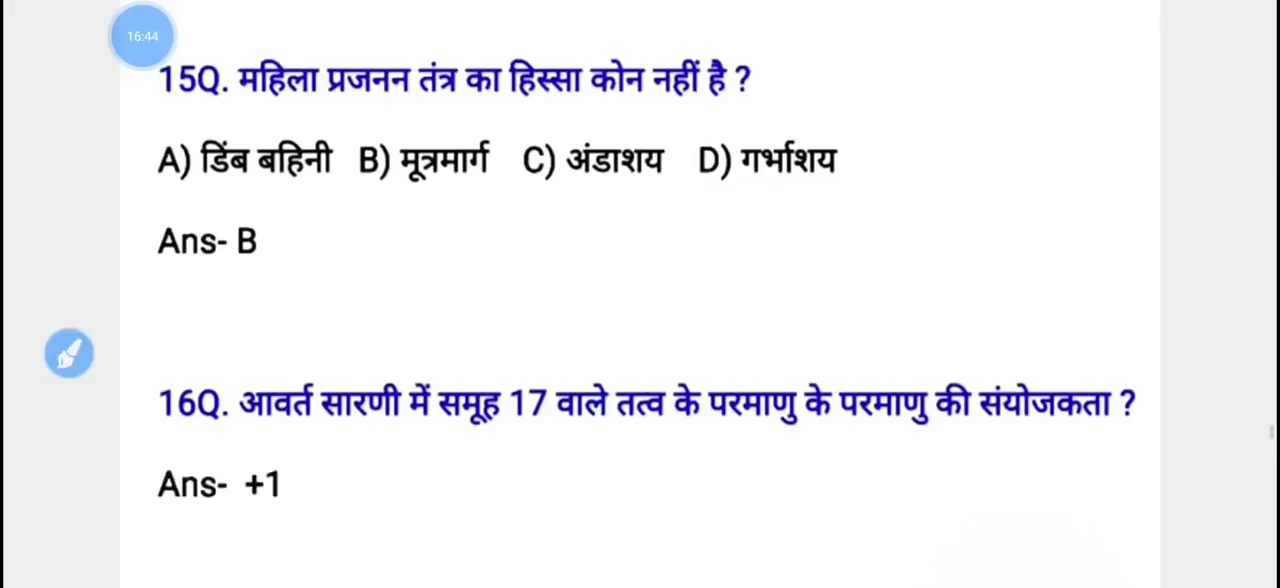 16:44
15Q. महिला प्रजनन तंत्र का हिस्सा कोन नहीं है ?
A) डिंब बहिनी B) मूत्रमार्ग C) अंडाशय D) गर्भाशय
Ans- B
16Q. आवर्त सारणी में समूह 17 वाले तत्व के परमाणु के परमाणु की संयोजकता ?
Ans- +1